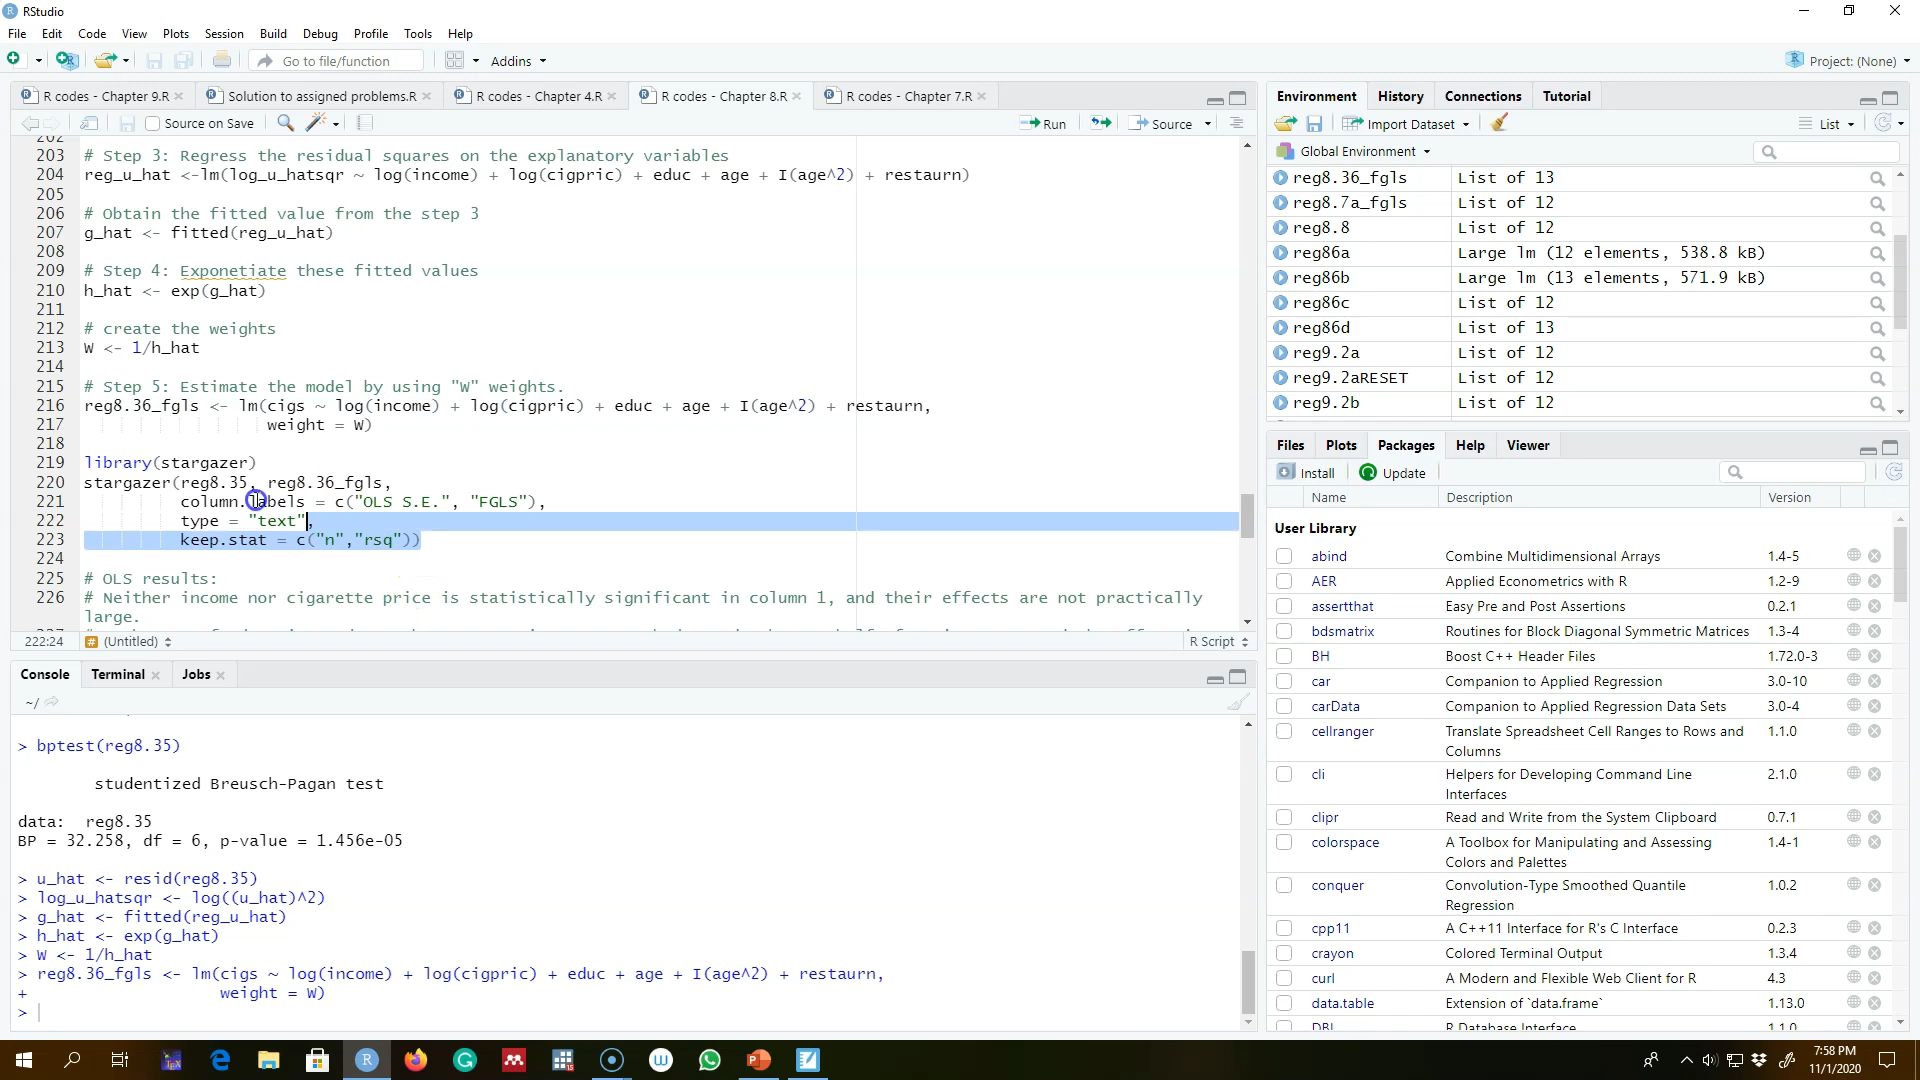 RStudio
File Edit Code View Plots Session Build Debug Profile Tools Help
Go to file/function Addins Project: (None)
R codes - Chapter 9.R Solution to assigned problems.R R codes - Chapter 4.R R codes - Chapter 8.R R codes - Chapter 7.R
Source on Save Run Source
202
203 # Step 3: Regress the residual squares on the explanatory variables
204 reg_u_hat <-lm(log_u_hatsqr ~ log(income) + log(cigpric) + educ + age + I(age^2) + restaurn)
205
206 # Obtain the fitted value from the step 3
207 g_hat <- fitted(reg_u_hat)
208
209 # Step 4: Exponetiate these fitted values
210 h_hat <- exp(g_hat)
211
212 # create the weights
213 W <- 1/h_hat
214
215 # Step 5: Estimate the model by using "W" weights.
216 reg8.36_fgls <- lm(cigs ~ log(income) + log(cigpric) + educ + age + I(age^2) + restaurn,
217 weight = W)
218
219 library(stargazer)
220 stargazer(reg8.35, reg8.36_fgls,
221 column.labels = c("OLS S.E.", "FGLS"),
222 type = "text",
223 keep.stat = c("n","rsq"))
224
225 # OLS results:
226 # Neither income nor cigarette price is statistically significant in column 1, and their effects are not practically
large.
222:24 (Untitled) R Script
Console Terminal Jobs
~/
> bptest(reg8.35)
studentized Breusch-Pagan test
data: reg8.35
BP = 32.258, df = 6, p-value = 1.456e-05
> u_hat <- resid(reg8.35)
> log_u_hatsqr <- log((u_hat)^2)
> g_hat <- fitted(reg_u_hat)
> h_hat <- exp(g_hat)
> W <- 1/h_hat
> reg8.36_fgls <- lm(cigs ~ log(income) + log(cigpric) + educ + age + I(age^2) + restaurn,
+ weight = W)
>
Environment History Connections Tutorial
Import Dataset List
Global Environment
reg8.36_fgls List of 13
reg8.7a_fgls List of 12
reg8.8 List of 12
reg86a Large lm (12 elements, 538.8 kB)
reg86b Large lm (13 elements, 571.9 kB)
reg86c List of 12
reg86d List of 13
reg9.2a List of 12
reg9.2aRESET List of 12
reg9.2b List of 12
Files Plots Packages Help Viewer
Install Update
Name Description Version
User Library
abind Combine Multidimensional Arrays 1.4-5
AER Applied Econometrics with R 1.2-9
assertthat Easy Pre and Post Assertions 0.2.1
bdsmatrix Routines for Block Diagonal Symmetric Matrices 1.3-4
BH Boost C++ Header Files 1.72.0-3
car Companion to Applied Regression 3.0-10
carData Companion to Applied Regression Data Sets 3.0-4
cellranger Translate Spreadsheet Cell Ranges to Rows and 1.1.0
Columns
cli Helpers for Developing Command Line 2.1.0
Interfaces
clipr Read and Write from the System Clipboard 0.7.1
colorspace A Toolbox for Manipulating and Assessing 1.4-1
Colors and Palettes
conquer Convolution-Type Smoothed Quantile 1.0.2
Regression
cpp11 A C++11 Interface for R's C Interface 0.2.3
crayon Colored Terminal Output 1.3.4
curl A Modern and Flexible Web Client for R 4.3
data.table Extension of `data.frame` 1.13.0
DBI R Database Interface 1.1.0
7:58 PM
11/1/2020